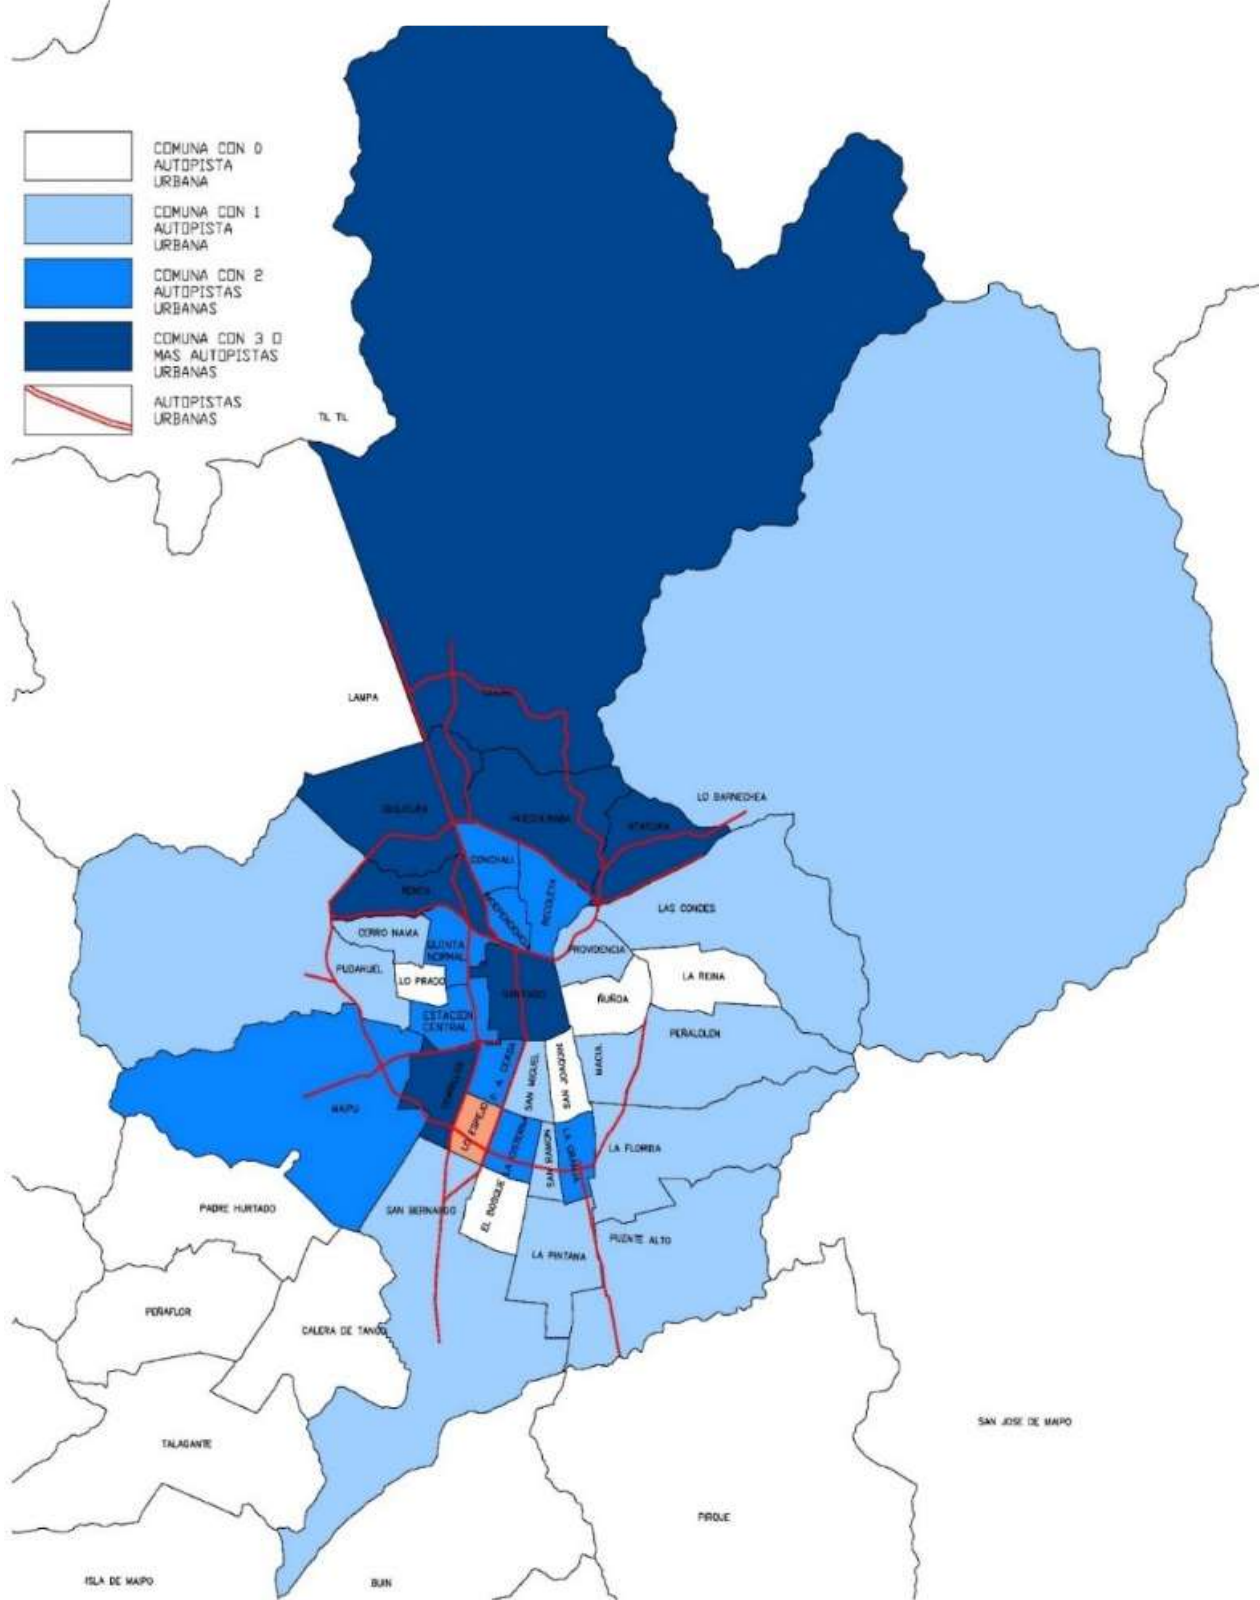 COMUNA CON 0
AUTOPISTA
URBANA
COMUNA CON 1
AUTOPISTA
URBANA
COMUNA CON 2
AUTOPISTAS
URBANAS
COMUNA CON 3 O
MAS AUTOPISTAS
URBANAS
AUTOPISTAS
URBANAS
TIL TIL
LAMPA
LO BARNECHEA
QUILICURA
HUECHURABA
VITACURA
CONCHALI
RENCA
INDEPENDENCIA
RECOLETA
LAS CONDES
CERRO NAVIA
QUINTA
NORMAL
PROVIDENCIA
PUDAHUEL
LO PRADO
LA REINA
SANTIAGO
ÑUÑOA
ESTACION
CENTRAL
PEÑALOLEN
MACUL
SAN JOAQUIN
SAN MIGUEL
P. A. CERDA
CERRILLOS
MAIPU
LO ESPEJO
LA CISTERNA
SAN RAMON
LA GRANJA
LA FLORIDA
PADRE HURTADO
SAN BERNARDO
EL BOSQUE
LA PINTANA
PUENTE ALTO
PEÑAFLOR
CALERA DE TANGO
TALAGANTE
SAN JOSE DE MAIPO
PIRQUE
ISLA DE MAIPO
BUIN